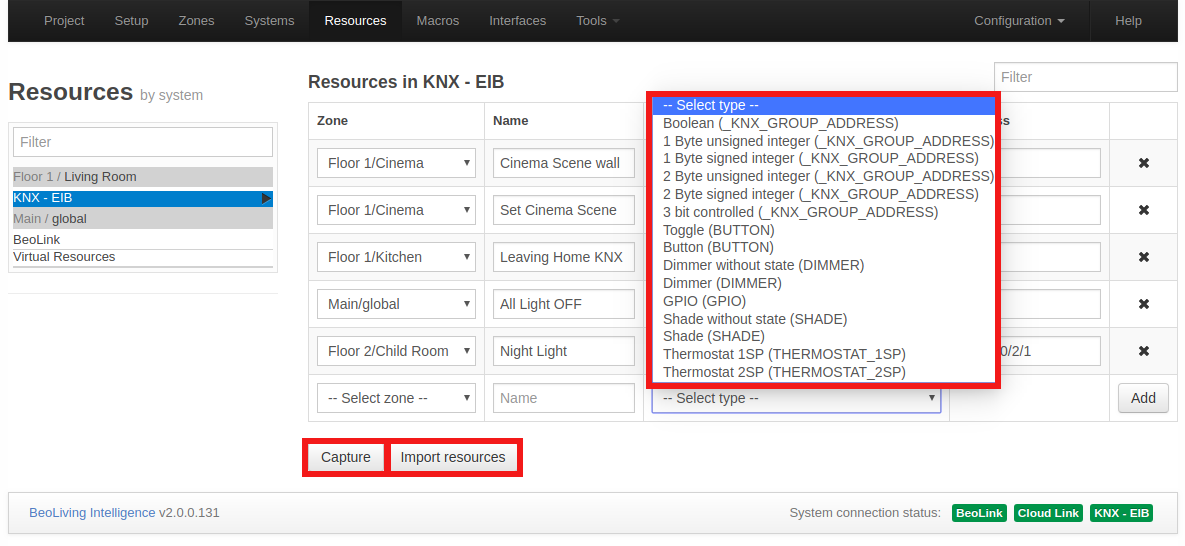 Project Setup Zones Systems Resources Macros Interfaces Tools Configuration Help
Resources by system
Filter
Floor 1 / Living Room
KNX - EIB
Main / global
BeoLink
Virtual Resources
Resources in KNX - EIB
Filter
Zone Name
Floor 1/Cinema Cinema Scene wall
Floor 1/Cinema Set Cinema Scene
Floor 1/Kitchen Leaving Home KNX
Main/global All Light OFF
Floor 2/Child Room Night Light 0/2/1
-- Select zone -- Name -- Select type -- Add
-- Select type --
Boolean (_KNX_GROUP_ADDRESS)
1 Byte unsigned integer (_KNX_GROUP_ADDRESS)
1 Byte signed integer (_KNX_GROUP_ADDRESS)
2 Byte unsigned integer (_KNX_GROUP_ADDRESS)
2 Byte signed integer (_KNX_GROUP_ADDRESS)
3 bit controlled (_KNX_GROUP_ADDRESS)
Toggle (BUTTON)
Button (BUTTON)
Dimmer without state (DIMMER)
Dimmer (DIMMER)
GPIO (GPIO)
Shade without state (SHADE)
Shade (SHADE)
Thermostat 1SP (THERMOSTAT_1SP)
Thermostat 2SP (THERMOSTAT_2SP)
Capture Import resources
BeoLiving Intelligence v2.0.0.131 System connection status: BeoLink Cloud Link KNX - EIB